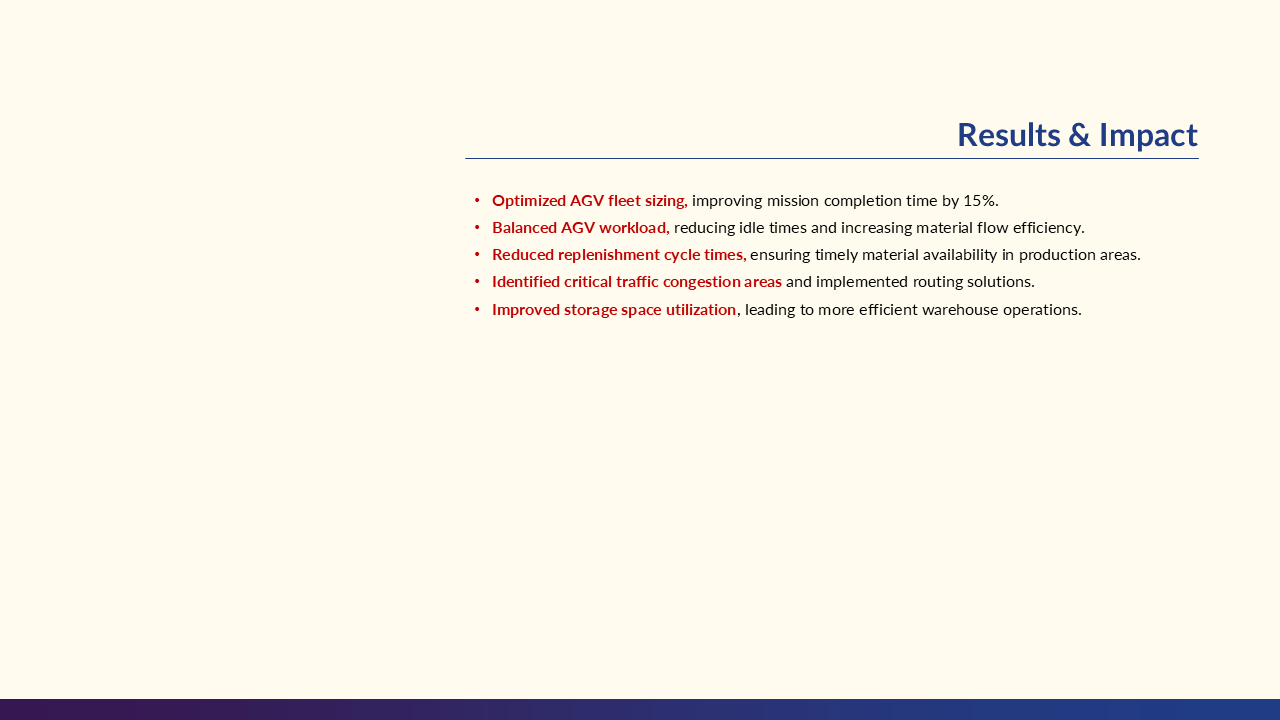 Results & Impact
• Optimized AGV fleet sizing, improving mission completion time by 15%.
• Balanced AGV workload, reducing idle times and increasing material flow efficiency.
• Reduced replenishment cycle times, ensuring timely material availability in production areas.
• Identified critical traffic congestion areas and implemented routing solutions.
• Improved storage space utilization, leading to more efficient warehouse operations.